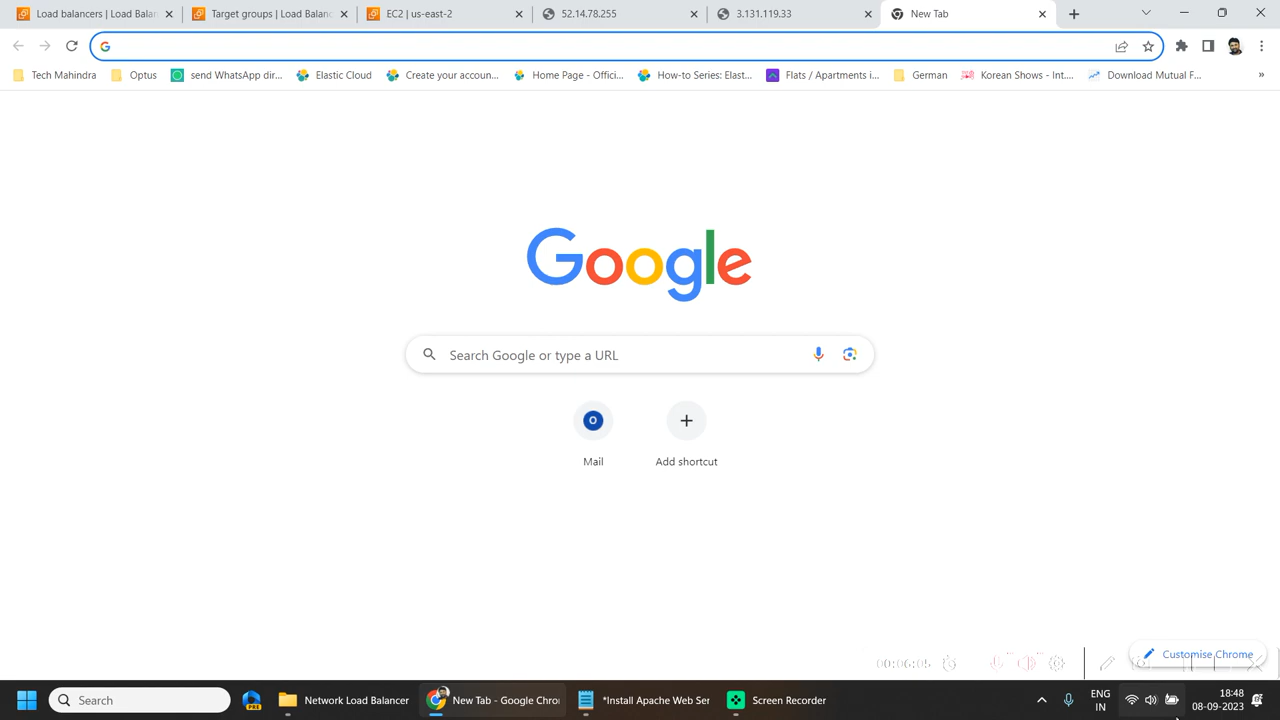 Load balancers | Load Balan
Target groups | Load Balanc
EC2 | us-east-2
52.14.78.255
3.131.119.33
New Tab
Tech Mahindra
Optus
send WhatsApp dir...
Elastic Cloud
Create your accoun...
Home Page - Offici...
How-to Series: Elast...
Flats / Apartments i...
German
Korean Shows - Int....
Download Mutual F...
»
Google
Search Google or type a URL
O
Mail
Add shortcut
00:06:05
Customise Chrome
Search
PRE
Network Load Balancer
New Tab - Google Chro
*Install Apache Web Ser
Screen Recorder
ENG
IN
18:48
08-09-2023